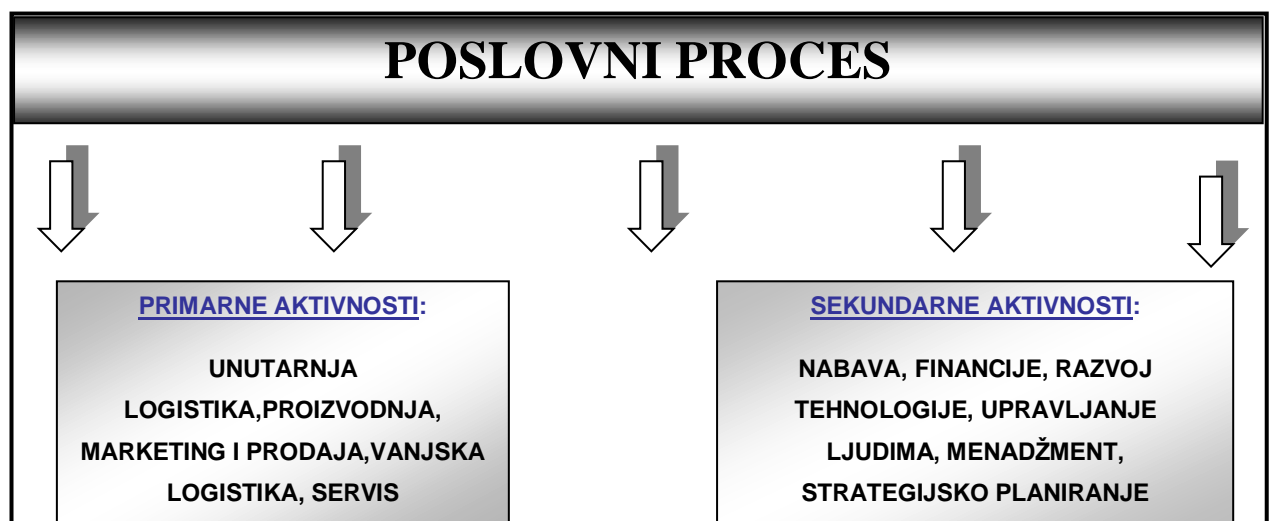 POSLOVNI PROCES
PRIMARNE AKTIVNOSTI:
UNUTARNJA
LOGISTIKA,PROIZVODNJA,
MARKETING I PRODAJA,VANJSKA
LOGISTIKA, SERVIS
SEKUNDARNE AKTIVNOSTI:
NABAVA, FINANCIJE, RAZVOJ
TEHNOLOGIJE, UPRAVLJANJE
LJUDIMA, MENADŽMENT,
STRATEGIJSKO PLANIRANJE